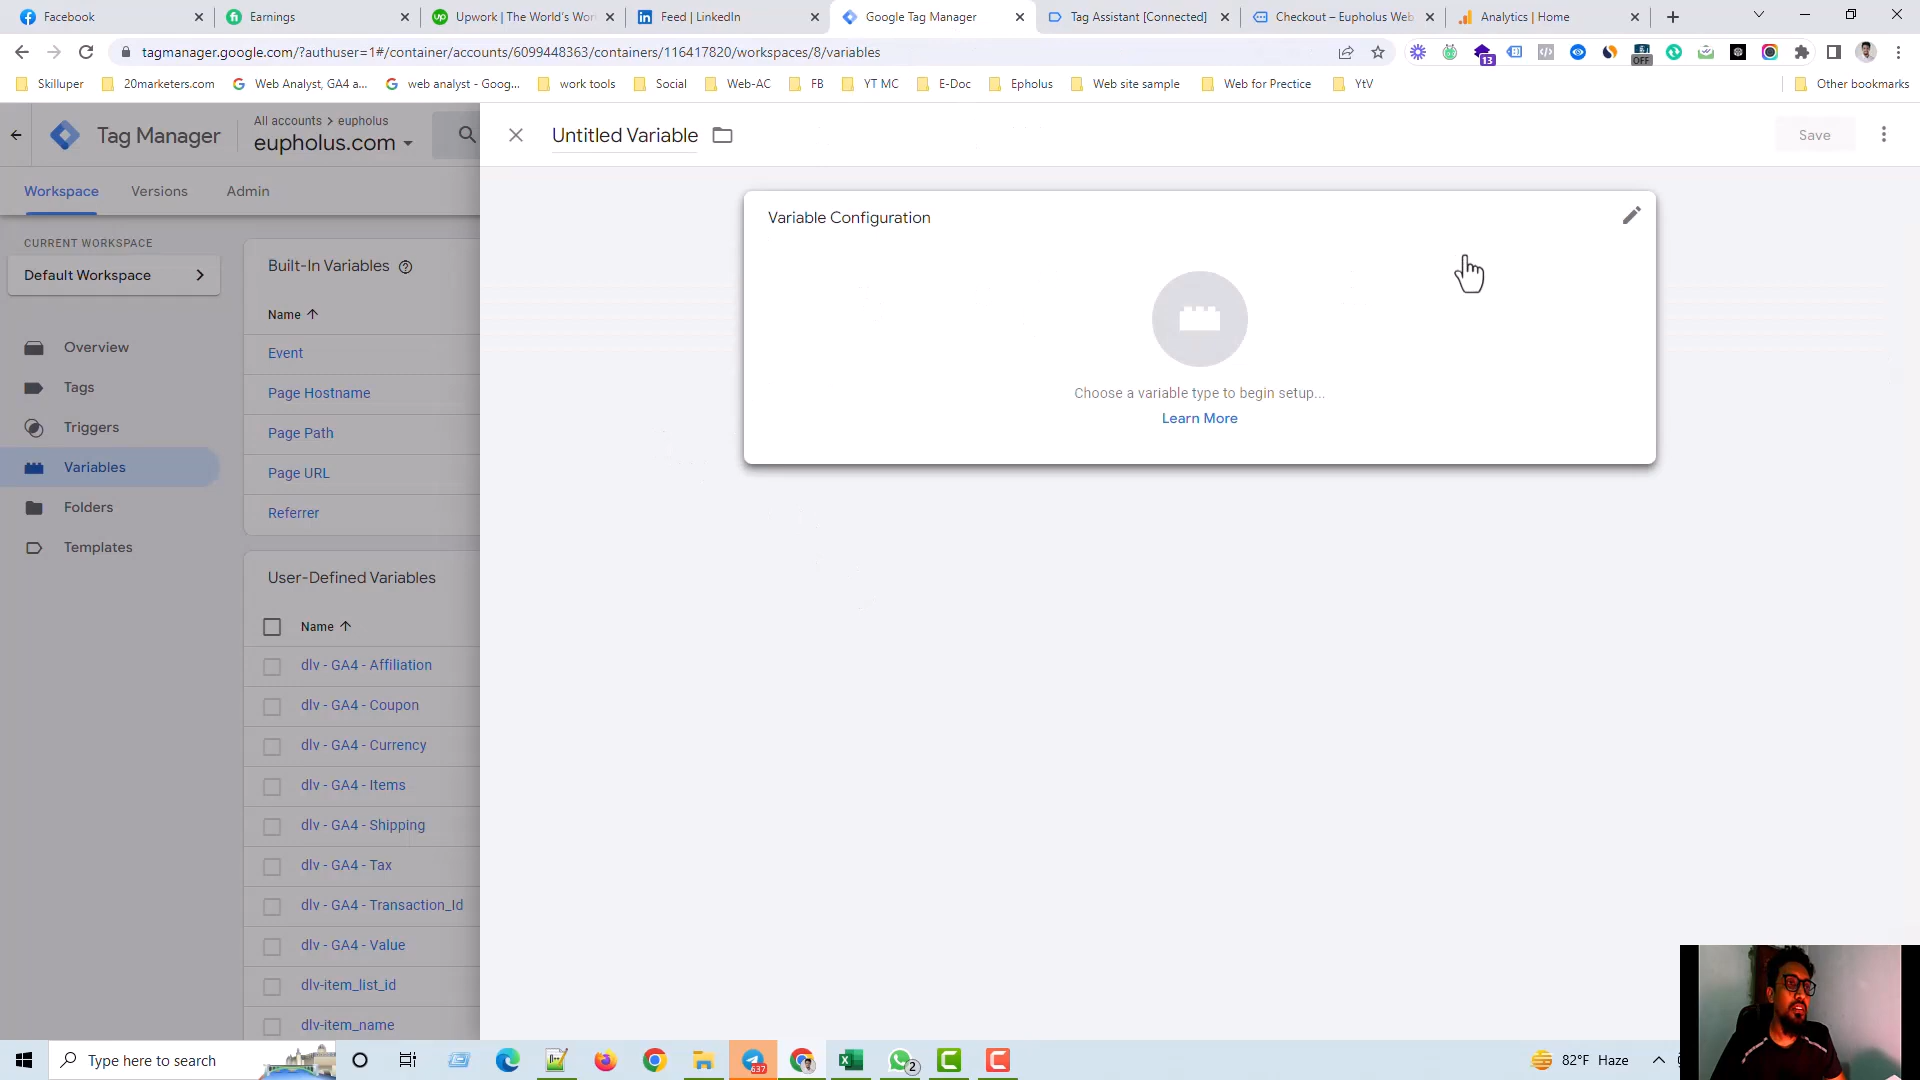 Facebook
Earnings
Upwork | The World's Wor
Feed | LinkedIn
Google Tag Manager
Tag Assistant [Connected]
Checkout – Eupholus Web
Analytics | Home
tagmanager.google.com/?authuser=1#/container/accounts/6099448363/containers/116417820/workspaces/8/variables
13
OFF
Skilluper
20marketers.com
Web Analyst, GA4 a...
web analyst - Goog...
work tools
Social
Web-AC
FB
YT MC
E-Doc
Epholus
Web site sample
Web for Prectice
YtV
Other bookmarks
Tag Manager
All accounts > eupholus
eupholus.com
Untitled Variable
Save
Workspace
Versions
Admin
CURRENT WORKSPACE
Default Workspace
Overview
Tags
Triggers
Variables
Folders
Templates
Built-In Variables
Name
Event
Page Hostname
Page Path
Page URL
Referrer
User-Defined Variables
Name
dlv - GA4 - Affiliation
dlv - GA4 - Coupon
dlv - GA4 - Currency
dlv - GA4 - Items
dlv - GA4 - Shipping
dlv - GA4 - Tax
dlv - GA4 - Transaction_Id
dlv - GA4 - Value
dlv-item_list_id
dlv-item_name
Variable Configuration
Choose a variable type to begin setup...
Learn More
Type here to search
637
2
82°F Haze